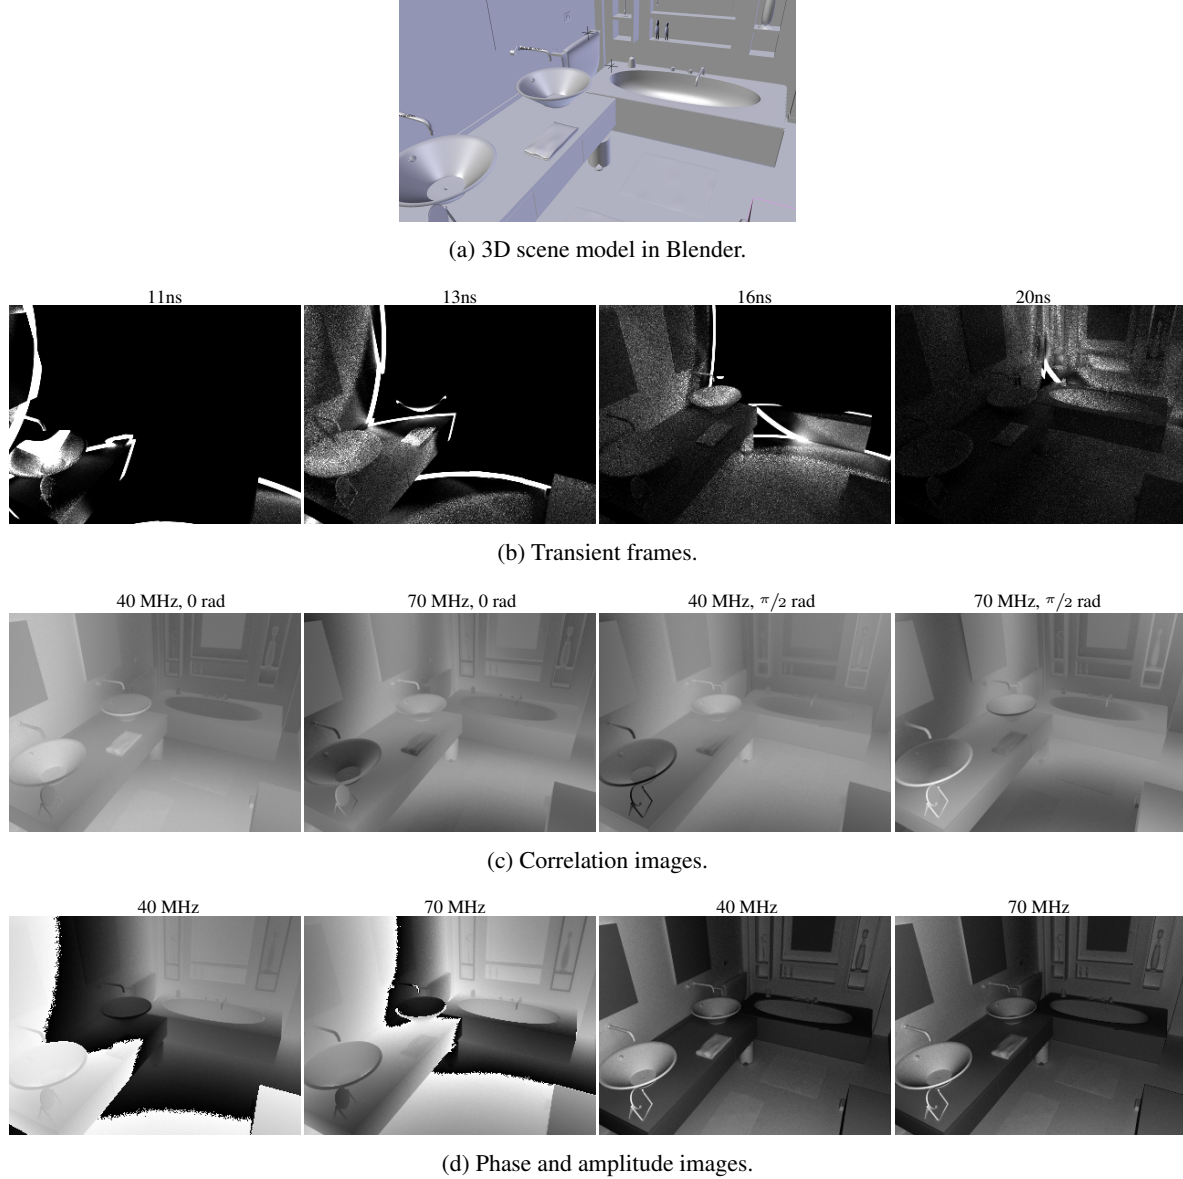 (a) 3D scene model in Blender.
11ns 13ns 16ns 20ns
(b) Transient frames.
40 MHz, 0 rad 70 MHz, 0 rad 40 MHz, π/2 rad 70 MHz, π/2 rad
(c) Correlation images.
40 MHz 70 MHz 40 MHz 70 MHz
(d) Phase and amplitude images.